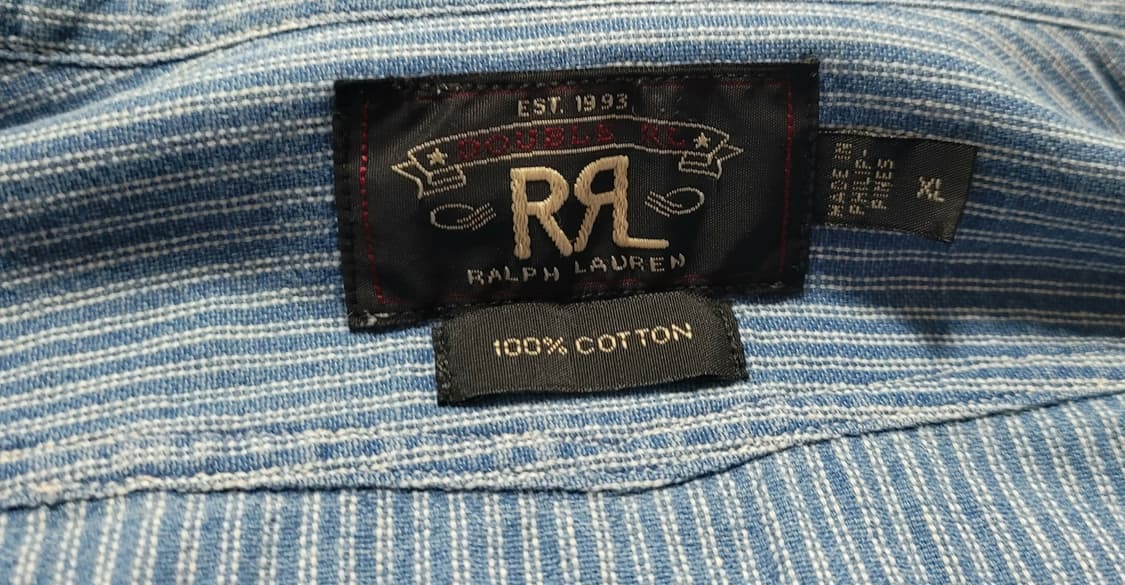 EST. 1993
DOUBLE RL
RRL
RALPH LAUREN
100% COTTON
MADE IN
PHILIP-
PINES
XL